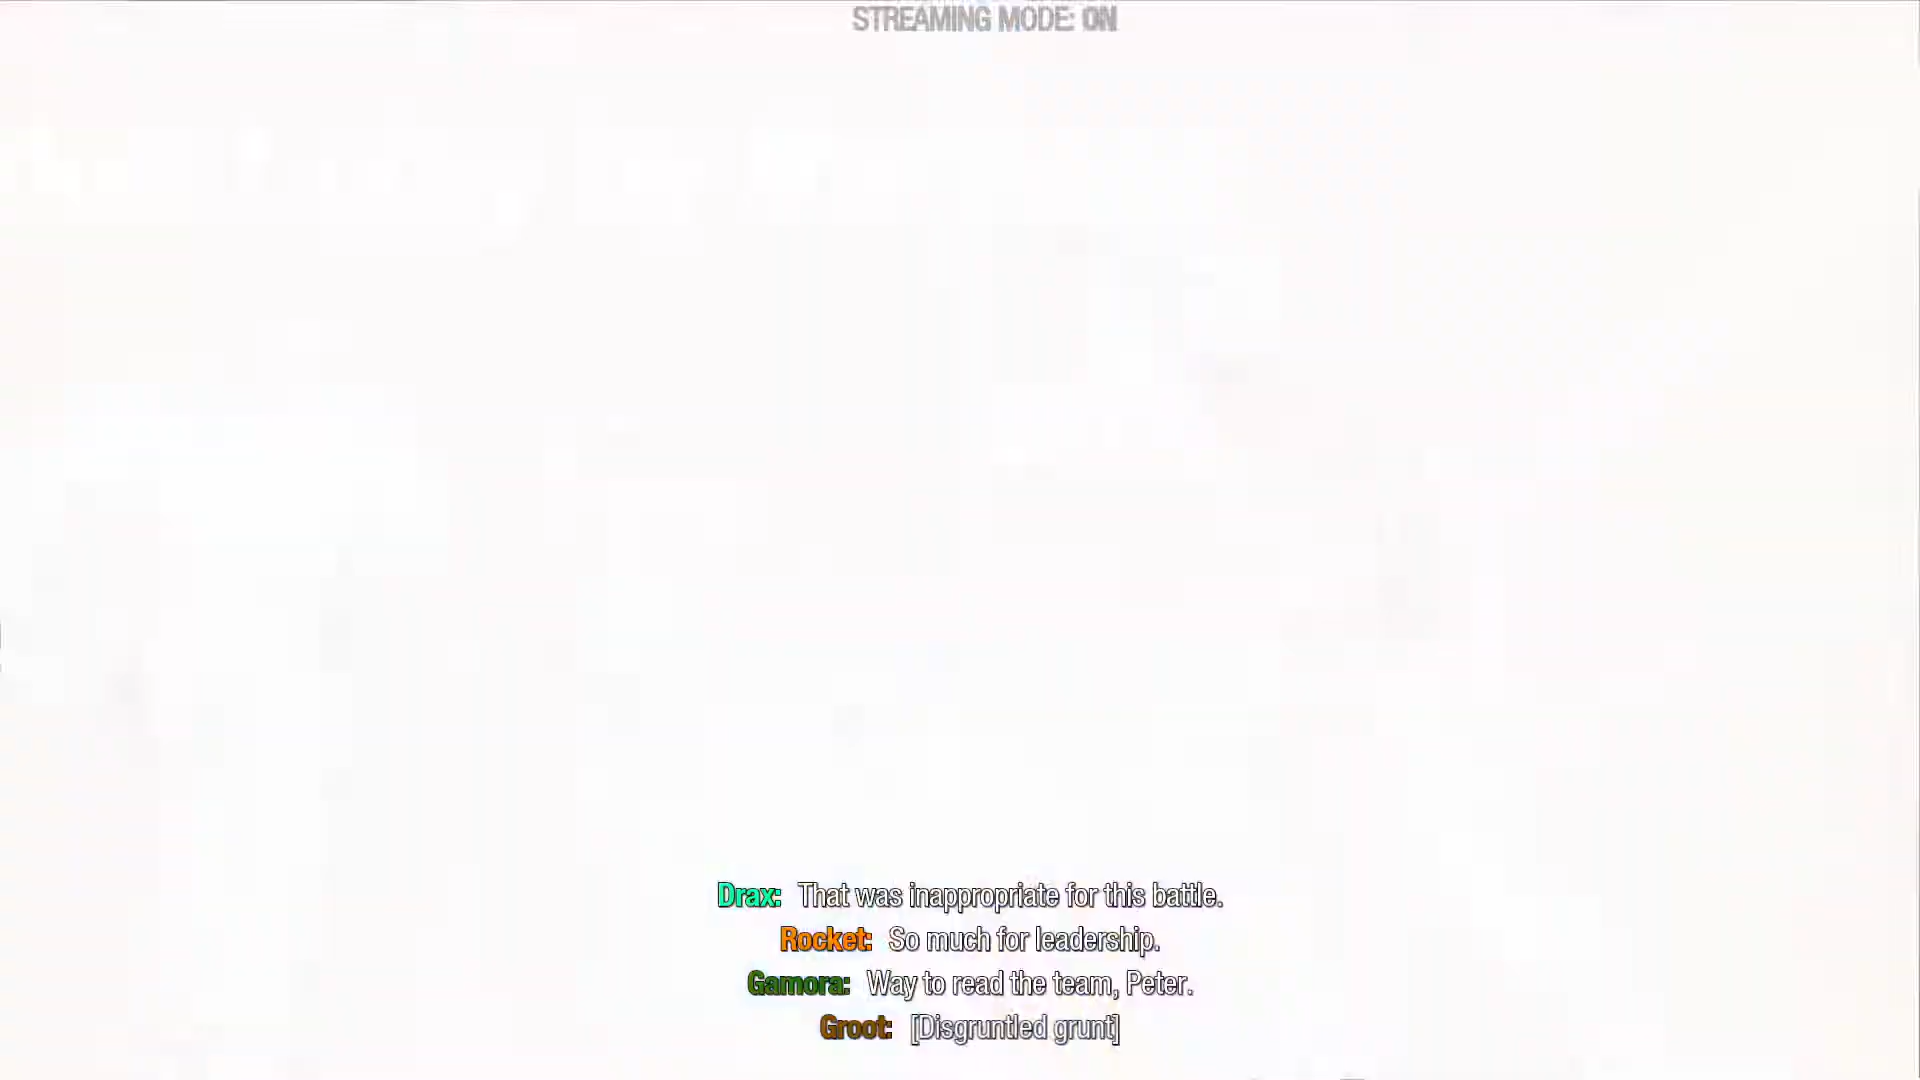 STREAMING MODE: ON
Drax: That was inappropriate for this battle.
Rocket: So much for leadership.
Gamora: Way to read the team, Peter.
Groot: [Disgruntled grunt]